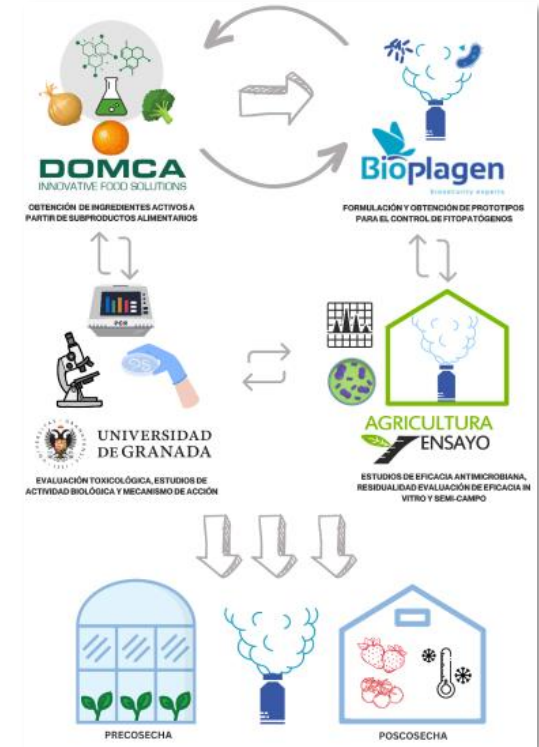 DOMCA
INNOVATIVE FOOD SOLUTIONS
OBTENCIÓN DE INGREDIENTES ACTIVOS A
PARTIR DE SUBPRODUCTOS ALIMENTARIOS
Bioplagen
biosecurity experts
FORMULACIÓN Y OBTENCIÓN DE PROTOTIPOS
PARA EL CONTROL DE FITOPATÓGENOS
PCR
UNIVERSIDAD
DE GRANADA
EVALUACIÓN TOXICOLÓGICA, ESTUDIOS DE
ACTIVIDAD BIOLÓGICA Y MECANISMO DE ACCIÓN
AGRICULTURA
ENSAYO
ESTUDIOS DE EFICACIA ANTIMICROBIANA,
RESIDUALIDAD EVALUACIÓN DE EFICACIA IN
VITRO Y SEMI-CAMPO
PRECOSECHA
POSCOSECHA